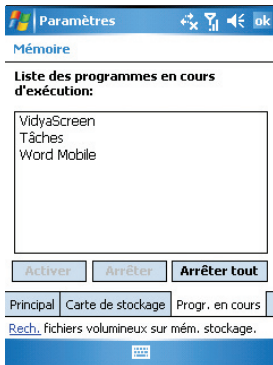 Paramètres ok
Mémoire
Liste des programmes en cours
d'exécution:
VidyaScreen
Tâches
Word Mobile
Activer Arrêter Arrêter tout
Principal Carte de stockage Progr. en cours
Rech. fichiers volumineux sur mém. stockage.